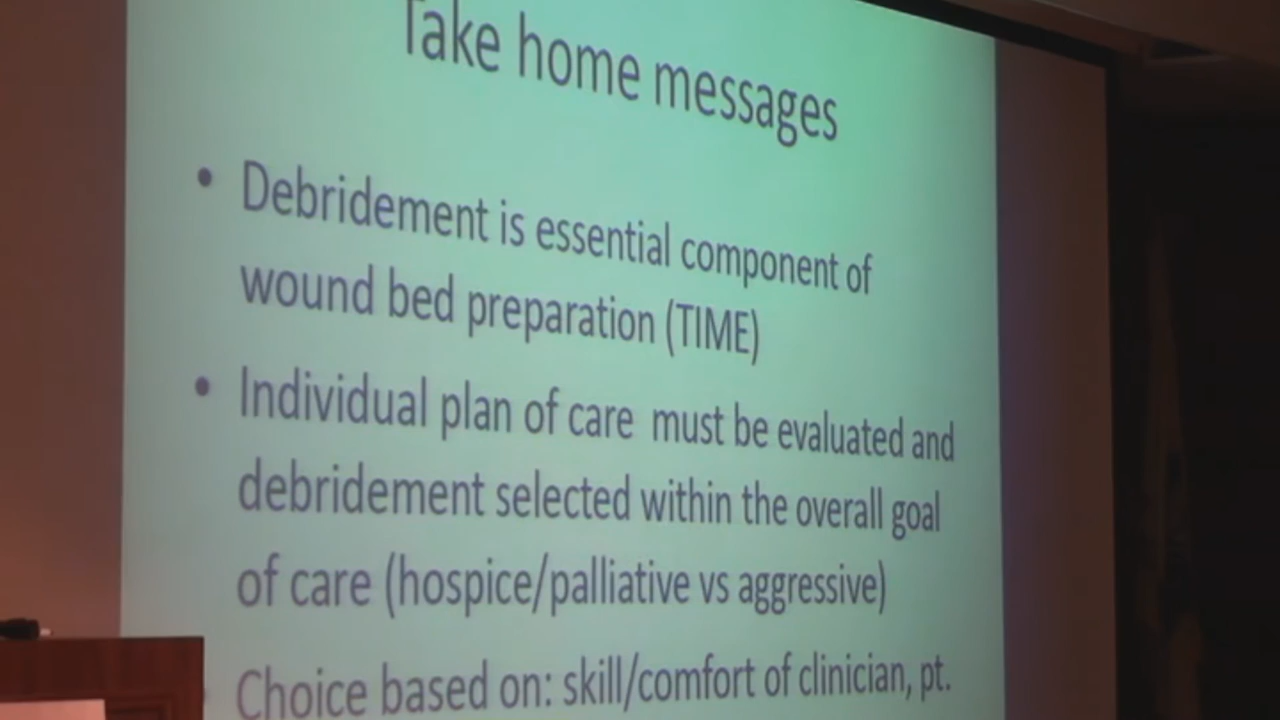 Take home messages
• Debridement is essential component of
wound bed preparation (TIME)
• Individual plan of care must be evaluated and
debridement selected within the overall goal
of care (hospice/palliative vs aggressive)
Choice based on: skill/comfort of clinician, pt.